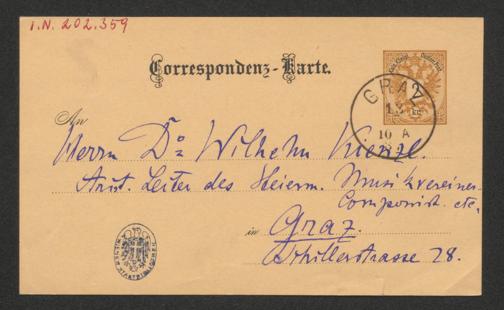 I.N. 202.359
Correspondenz-Karte.
An
Herrn Dr. Wilhelm Kienzl.
Art. Leiter des Steierm. Musikvereines
Componist. etc.
in Graz.
Schillerstrasse 28.
GRAZ
10 A